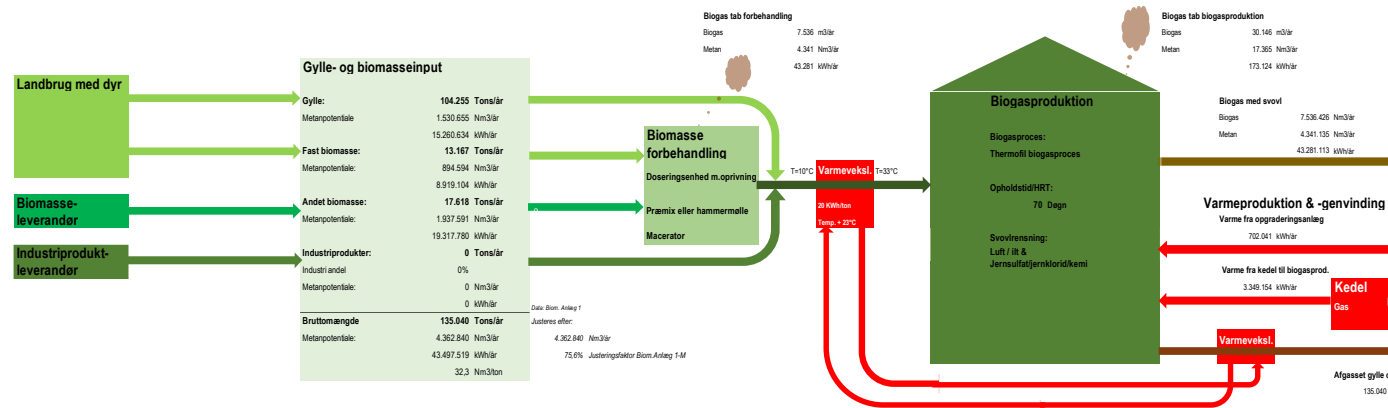 Biogas tab forbehandling
Biogas 7.536 m3/år
Metan 4.341 Nm3/år
43.281 kWh/år
Biogas tab biogasproduktion
Biogas 30.146 m3/år
Metan 17.365 Nm3/år
173.124 kWh/år
Landbrug med dyr
Biomasse-
leverandør
Industriprodukt-
leverandør
Gylle- og biomasseinput
Gylle: 104.255 Tons/år
Metanpotentiale 1.530.655 Nm3/år
15.260.634 kWh/år
Fast biomasse: 13.167 Tons/år
Metanpotentiale: 894.594 Nm3/år
8.919.104 kWh/år
Andet biomasse: 17.618 Tons/år
Metanpotentiale: 1.937.591 Nm3/år
19.317.780 kWh/år
Industriprodukter: 0 Tons/år
Industri andel 0%
Metanpotentiale: 0 Nm3/år
0 kWh/år
Bruttomængde 135.040 Tons/år
Metanpotentiale: 4.362.840 Nm3/år
43.497.519 kWh/år
32,3 Nm3/ton
Data: Biom. Anlæg 1
Justeres efter:
4.362.840 Nm3/år
75,6% Justeringsfaktor Biom.Anlæg 1-M
Biomasse
forbehandling
Doseringsenhed m.oprivning
Præmix eller hammermølle
Macerator
T=10°C
Varmeveksl.
T=33°C
20 KWh/ton
Temp. + 23°C
Biogasproduktion
Biogasproces:
Thermofil biogasproces
Opholdstid/HRT:
70 Døgn
Svovlrensning:
Luft / ilt &
Jernsulfat/jernklorid/kemi
Biogas med svovl
Biogas 7.536.426 Nm3/år
Metan 4.341.135 Nm3/år
43.281.113 kWh/år
Varmeproduktion & -genvinding
Varme fra opgraderingsanlæg
702.041 kWh/år
Varme fra kedel til biogasprod.
3.349.154 kWh/år
Kedel
Gas
Varmeveksl.
Afgasset gylle
135.040